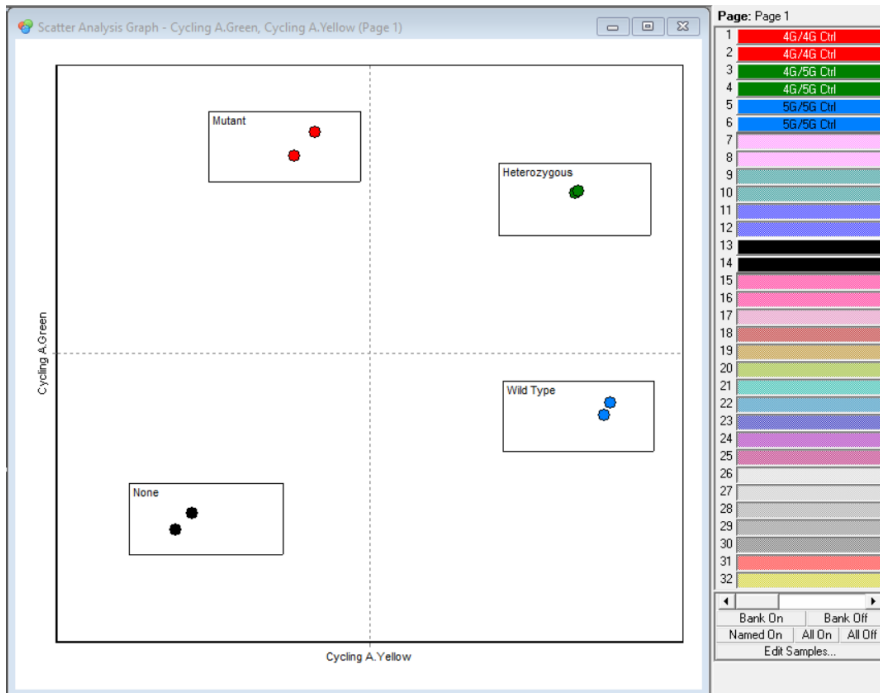 Scatter Analysis Graph - Cycling A.Green, Cycling A.Yellow (Page 1)
Mutant
Heterozygous
Wild Type
None
Cycling A.Green
Cycling A.Yellow
Page: Page 1
1 4G/4G Ctrl
2 4G/4G Ctrl
3 4G/5G Ctrl
4 4G/5G Ctrl
5 5G/5G Ctrl
6 5G/5G Ctrl
7
8
9
10
11
12
13
14
15
16
17
18
19
20
21
22
23
24
25
26
27
28
29
30
31
32
Bank On Bank Off
Named On All On All Off
Edit Samples...